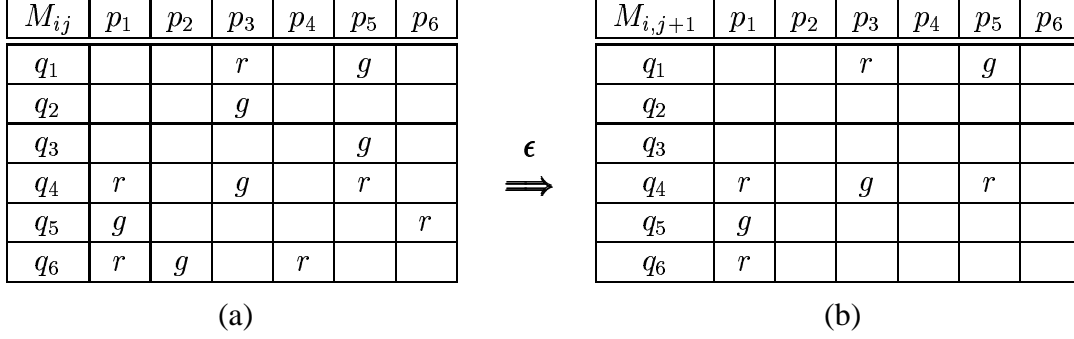 M_{ij} p_1 p_2 p_3 p_4 p_5 p_6 M_{i,j+1} p_1 p_2 p_3 p_4 p_5 p_6
q_1 r g q_1 r g
q_2 g q_2
q_3 g q_3
ϵ
q_4 r g r q_4 r g r
⟹
q_5 g r q_5 g
q_6 r g r q_6 r
(a) (b)